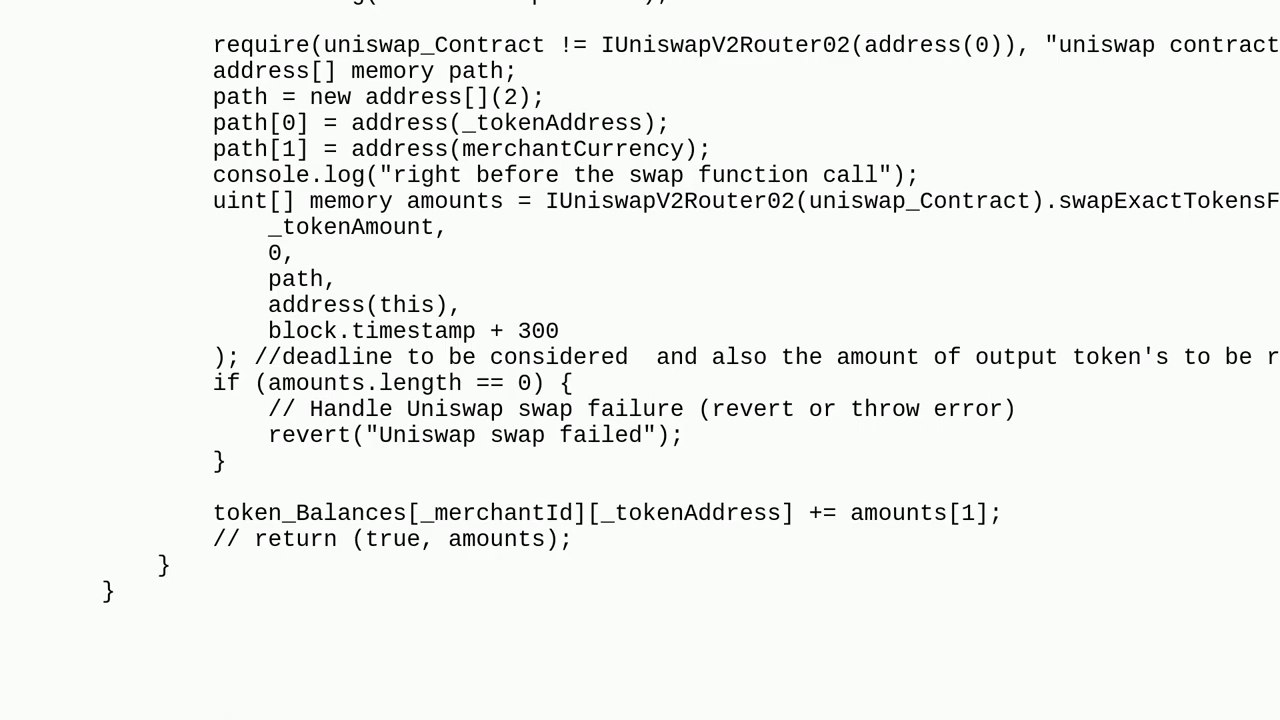 require(uniswap_Contract != IUniswapV2Router02(address(0)), "uniswap contract
address[] memory path;
path = new address[](2);
path[0] = address(_tokenAddress);
path[1] = address(merchantCurrency);
console.log("right before the swap function call");
uint[] memory amounts = IUniswapV2Router02(uniswap_Contract).swapExactTokensF
_tokenAmount,
0,
path,
address(this),
block.timestamp + 300
); //deadline to be considered  and also the amount of output token's to be r
if (amounts.length == 0) {
// Handle Uniswap swap failure (revert or throw error)
revert("Uniswap swap failed");
}
token_Balances[_merchantId][_tokenAddress] += amounts[1];
// return (true, amounts);
}
}